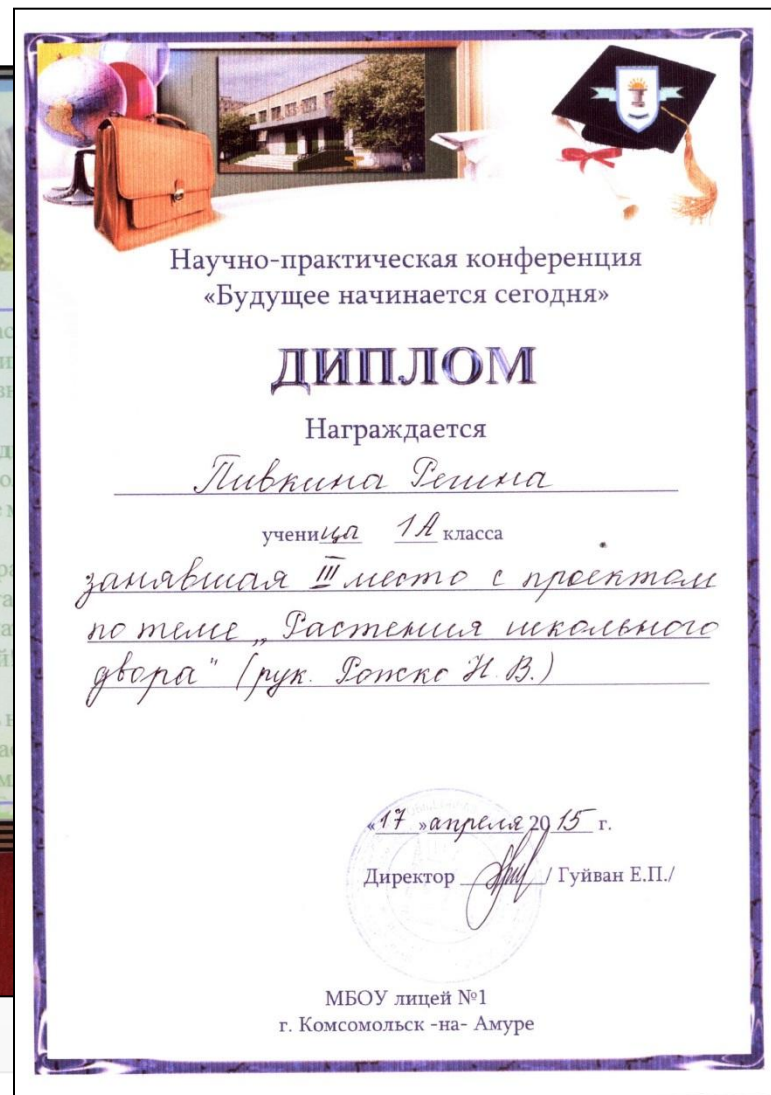 Научно-практическая конференция
«Будущее начинается сегодня»
ДИПЛОМ
Награждается
Пивкина Регина
ученица 1А класса
занявшая III место с проектом
по теме „Растения школьного
двора" (рук. Рожко Н. В.)
«17 »апреля 2015 г.
Директор / Гуйван Е.П./
МБОУ лицей №1
г. Комсомольск -на- Амуре